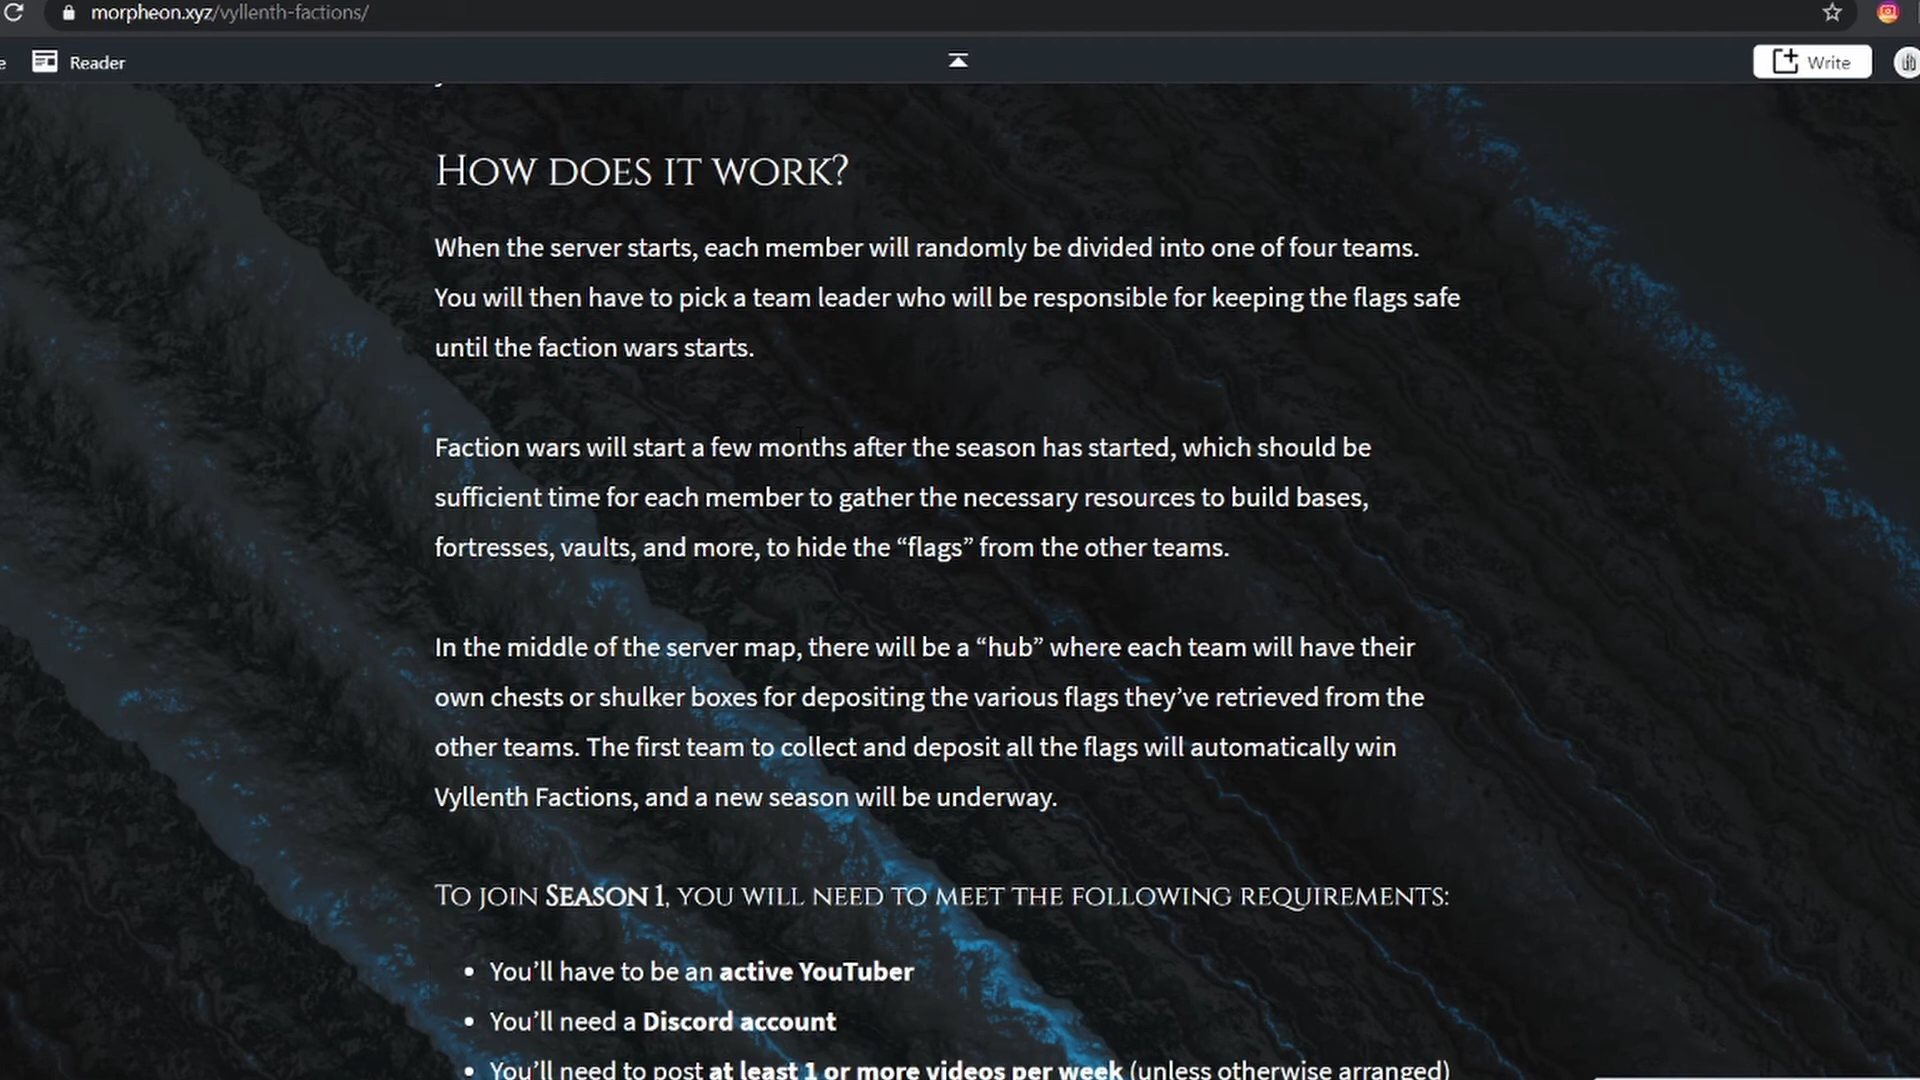 morpheon.xyz/vyllenth-factions/
e Reader
Write
How does it work?
When the server starts, each member will randomly be divided into one of four teams.
You will then have to pick a team leader who will be responsible for keeping the flags safe
until the faction wars starts.
Faction wars will start a few months after the season has started, which should be
sufficient time for each member to gather the necessary resources to build bases,
fortresses, vaults, and more, to hide the “flags” from the other teams.
In the middle of the server map, there will be a “hub” where each team will have their
own chests or shulker boxes for depositing the various flags they’ve retrieved from the
other teams. The first team to collect and deposit all the flags will automatically win
Vyllenth Factions, and a new season will be underway.
To join Season 1, you will need to meet the following requirements:
• You’ll have to be an active YouTuber
• You’ll need a Discord account
• You’ll need to post at least 1 or more videos per week (unless otherwise arranged)